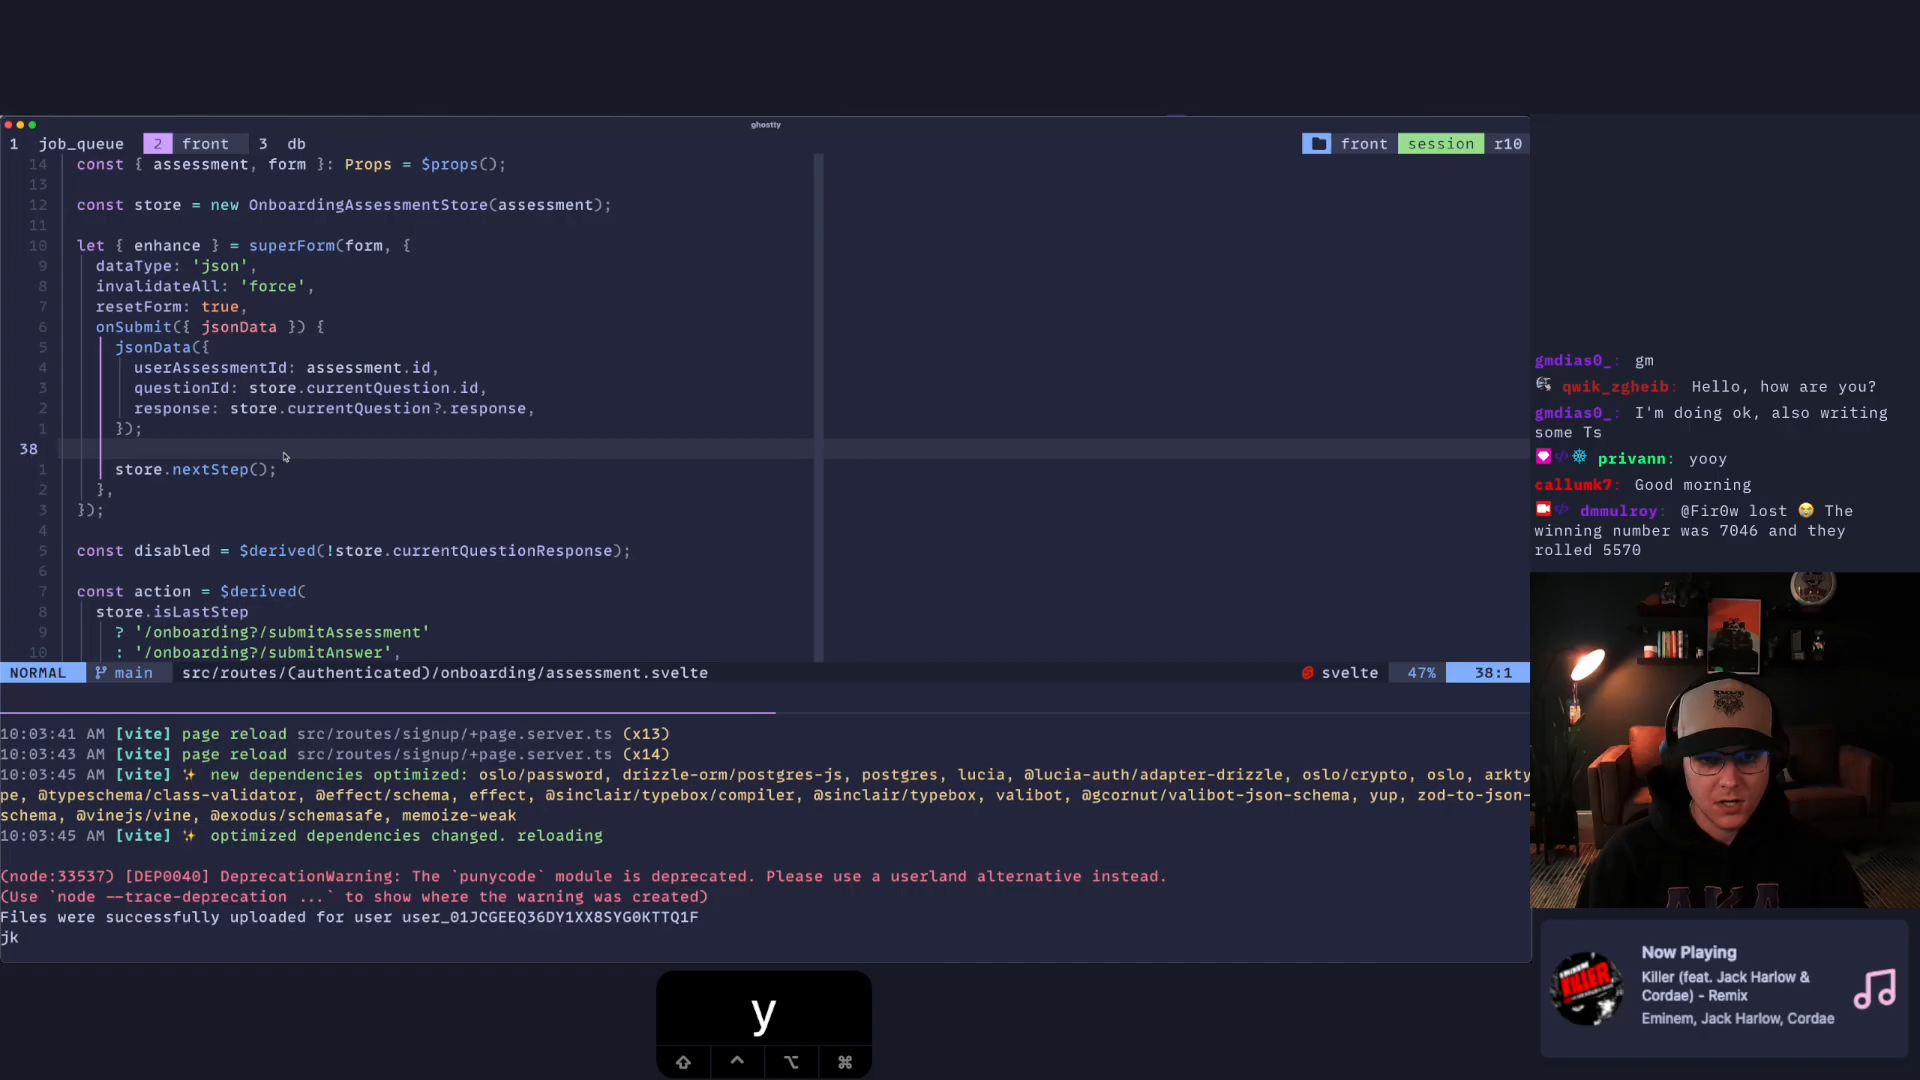 ghostty
1 job_queue 2 front 3 db
front session r10
14 const { assessment, form }: Props = $props();
13
12 const store = new OnboardingAssessmentStore(assessment);
11
10 let { enhance } = superForm(form, {
9 dataType: 'json',
8 invalidateAll: 'force',
7 resetForm: true,
6 onSubmit({ jsonData }) {
5 jsonData({
4 userAssessmentId: assessment.id,
3 questionId: store.currentQuestion.id,
2 response: store.currentQuestion?.response,
1 });
38
1 store.nextStep();
2 },
3 });
4
5 const disabled = $derived(!store.currentQuestionResponse);
6
7 const action = $derived(
8 store.isLastStep
9 ? '/onboarding?/submitAssessment'
10 : '/onboarding?/submitAnswer',
NORMAL main src/routes/(authenticated)/onboarding/assessment.svelte
svelte 47% 38:1
10:03:41 AM [vite] page reload src/routes/signup/+page.server.ts (x13)
10:03:43 AM [vite] page reload src/routes/signup/+page.server.ts (x14)
10:03:45 AM [vite] ✨ new dependencies optimized: oslo/password, drizzle-orm/postgres-js, postgres, lucia, @lucia-auth/adapter-drizzle, oslo/crypto, oslo, arkty
pe, @typeschema/class-validator, @effect/schema, effect, @sinclair/typebox/compiler, @sinclair/typebox, valibot, @gcornut/valibot-json-schema, yup, zod-to-json-
schema, @vinejs/vine, @exodus/schemasafe, memoize-weak
10:03:45 AM [vite] ✨ optimized dependencies changed. reloading
(node:33537) [DEP0040] DeprecationWarning: The `punycode` module is deprecated. Please use a userland alternative instead.
(Use `node --trace-deprecation ...` to show where the warning was created)
Files were successfully uploaded for user user_01JCGEEQ36DY1XX8SYG0KTTQ1F
jk
gmdias0_: gm
qwik_zgheib: Hello, how are you?
gmdias0_: I'm doing ok, also writing
some Ts
privann: yooy
callumk7: Good morning
dmmulroy: @Fir0w lost 😭 The
winning number was 7046 and they
rolled 5570
y
Now Playing
Killer (feat. Jack Harlow &
Cordae) - Remix
Eminem, Jack Harlow, Cordae
KILLER